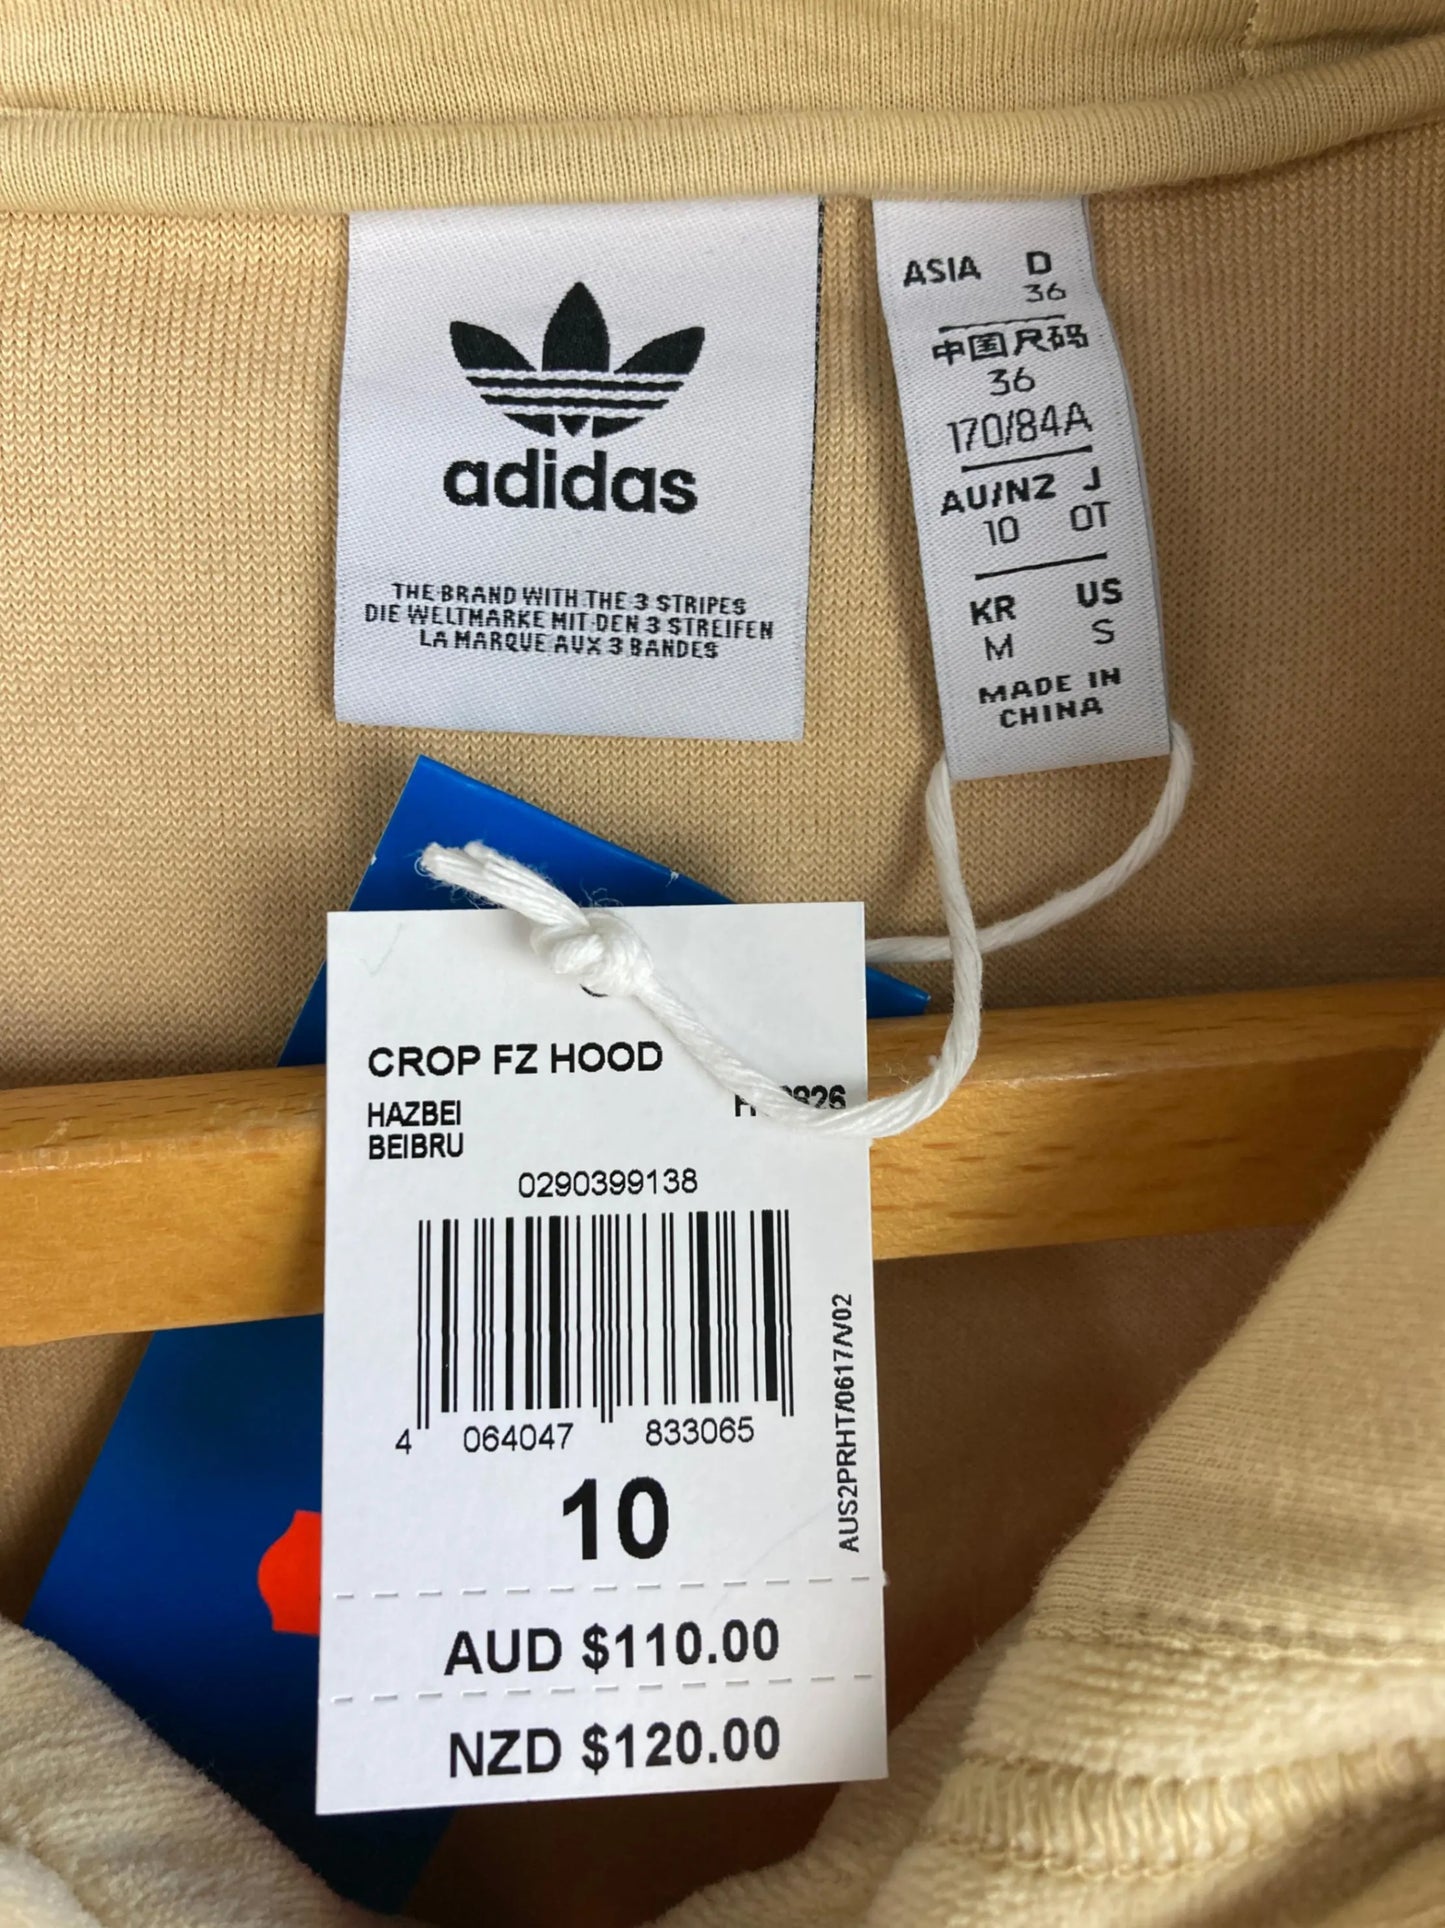 adidas
THE BRAND WITH THE 3 STRIPES
DIE WELTMARKE MIT DEN 3 STREIFEN
LA MARQUE AUX 3 BANDES
ASIA D
36
中国尺码
36
170/84A
AU/NZ J
10 OT
KR US
M S
MADE IN
CHINA
CROP FZ HOOD
HAZBEI
BEIBRU
0290399138
4 064047 833065
AUS2PRHT/0617/V02
10
AUD $110.00
NZD $120.00